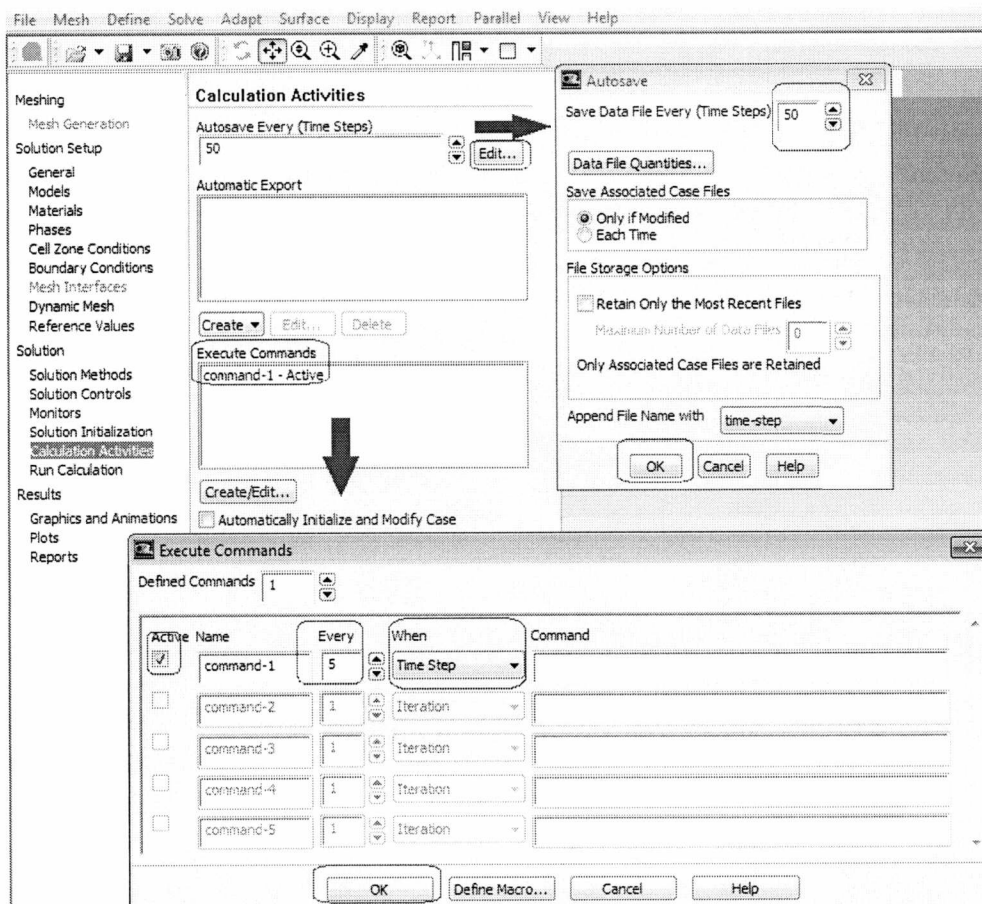 File Mesh Define Solve Adapt Surface Display Report Parallel View Help
Meshing
Mesh Generation
Solution Setup
General
Models
Materials
Phases
Cell Zone Conditions
Boundary Conditions
Mesh Interfaces
Dynamic Mesh
Reference Values
Solution
Solution Methods
Solution Controls
Monitors
Solution Initialization
Calculation Activities
Run Calculation
Results
Graphics and Animations
Plots
Reports
Calculation Activities
Autosave Every (Time Steps)
50
Edit...
Automatic Export
Create Edit... Delete
Execute Commands
command-1 - Active
Create/Edit...
Automatically Initialize and Modify Case
Autosave
Save Data File Every (Time Steps) 50
Data File Quantities...
Save Associated Case Files
Only if Modified
Each Time
File Storage Options
Retain Only the Most Recent Files
Maximum Number of Data Files 0
Only Associated Case Files are Retained
Append File Name with time-step
OK Cancel Help
Execute Commands
Defined Commands 1
Active Name Every When Command
command-1 5 Time Step
command-2 1 Iteration
command-3 1 Iteration
command-4 1 Iteration
command-5 1 Iteration
OK Define Macro... Cancel Help